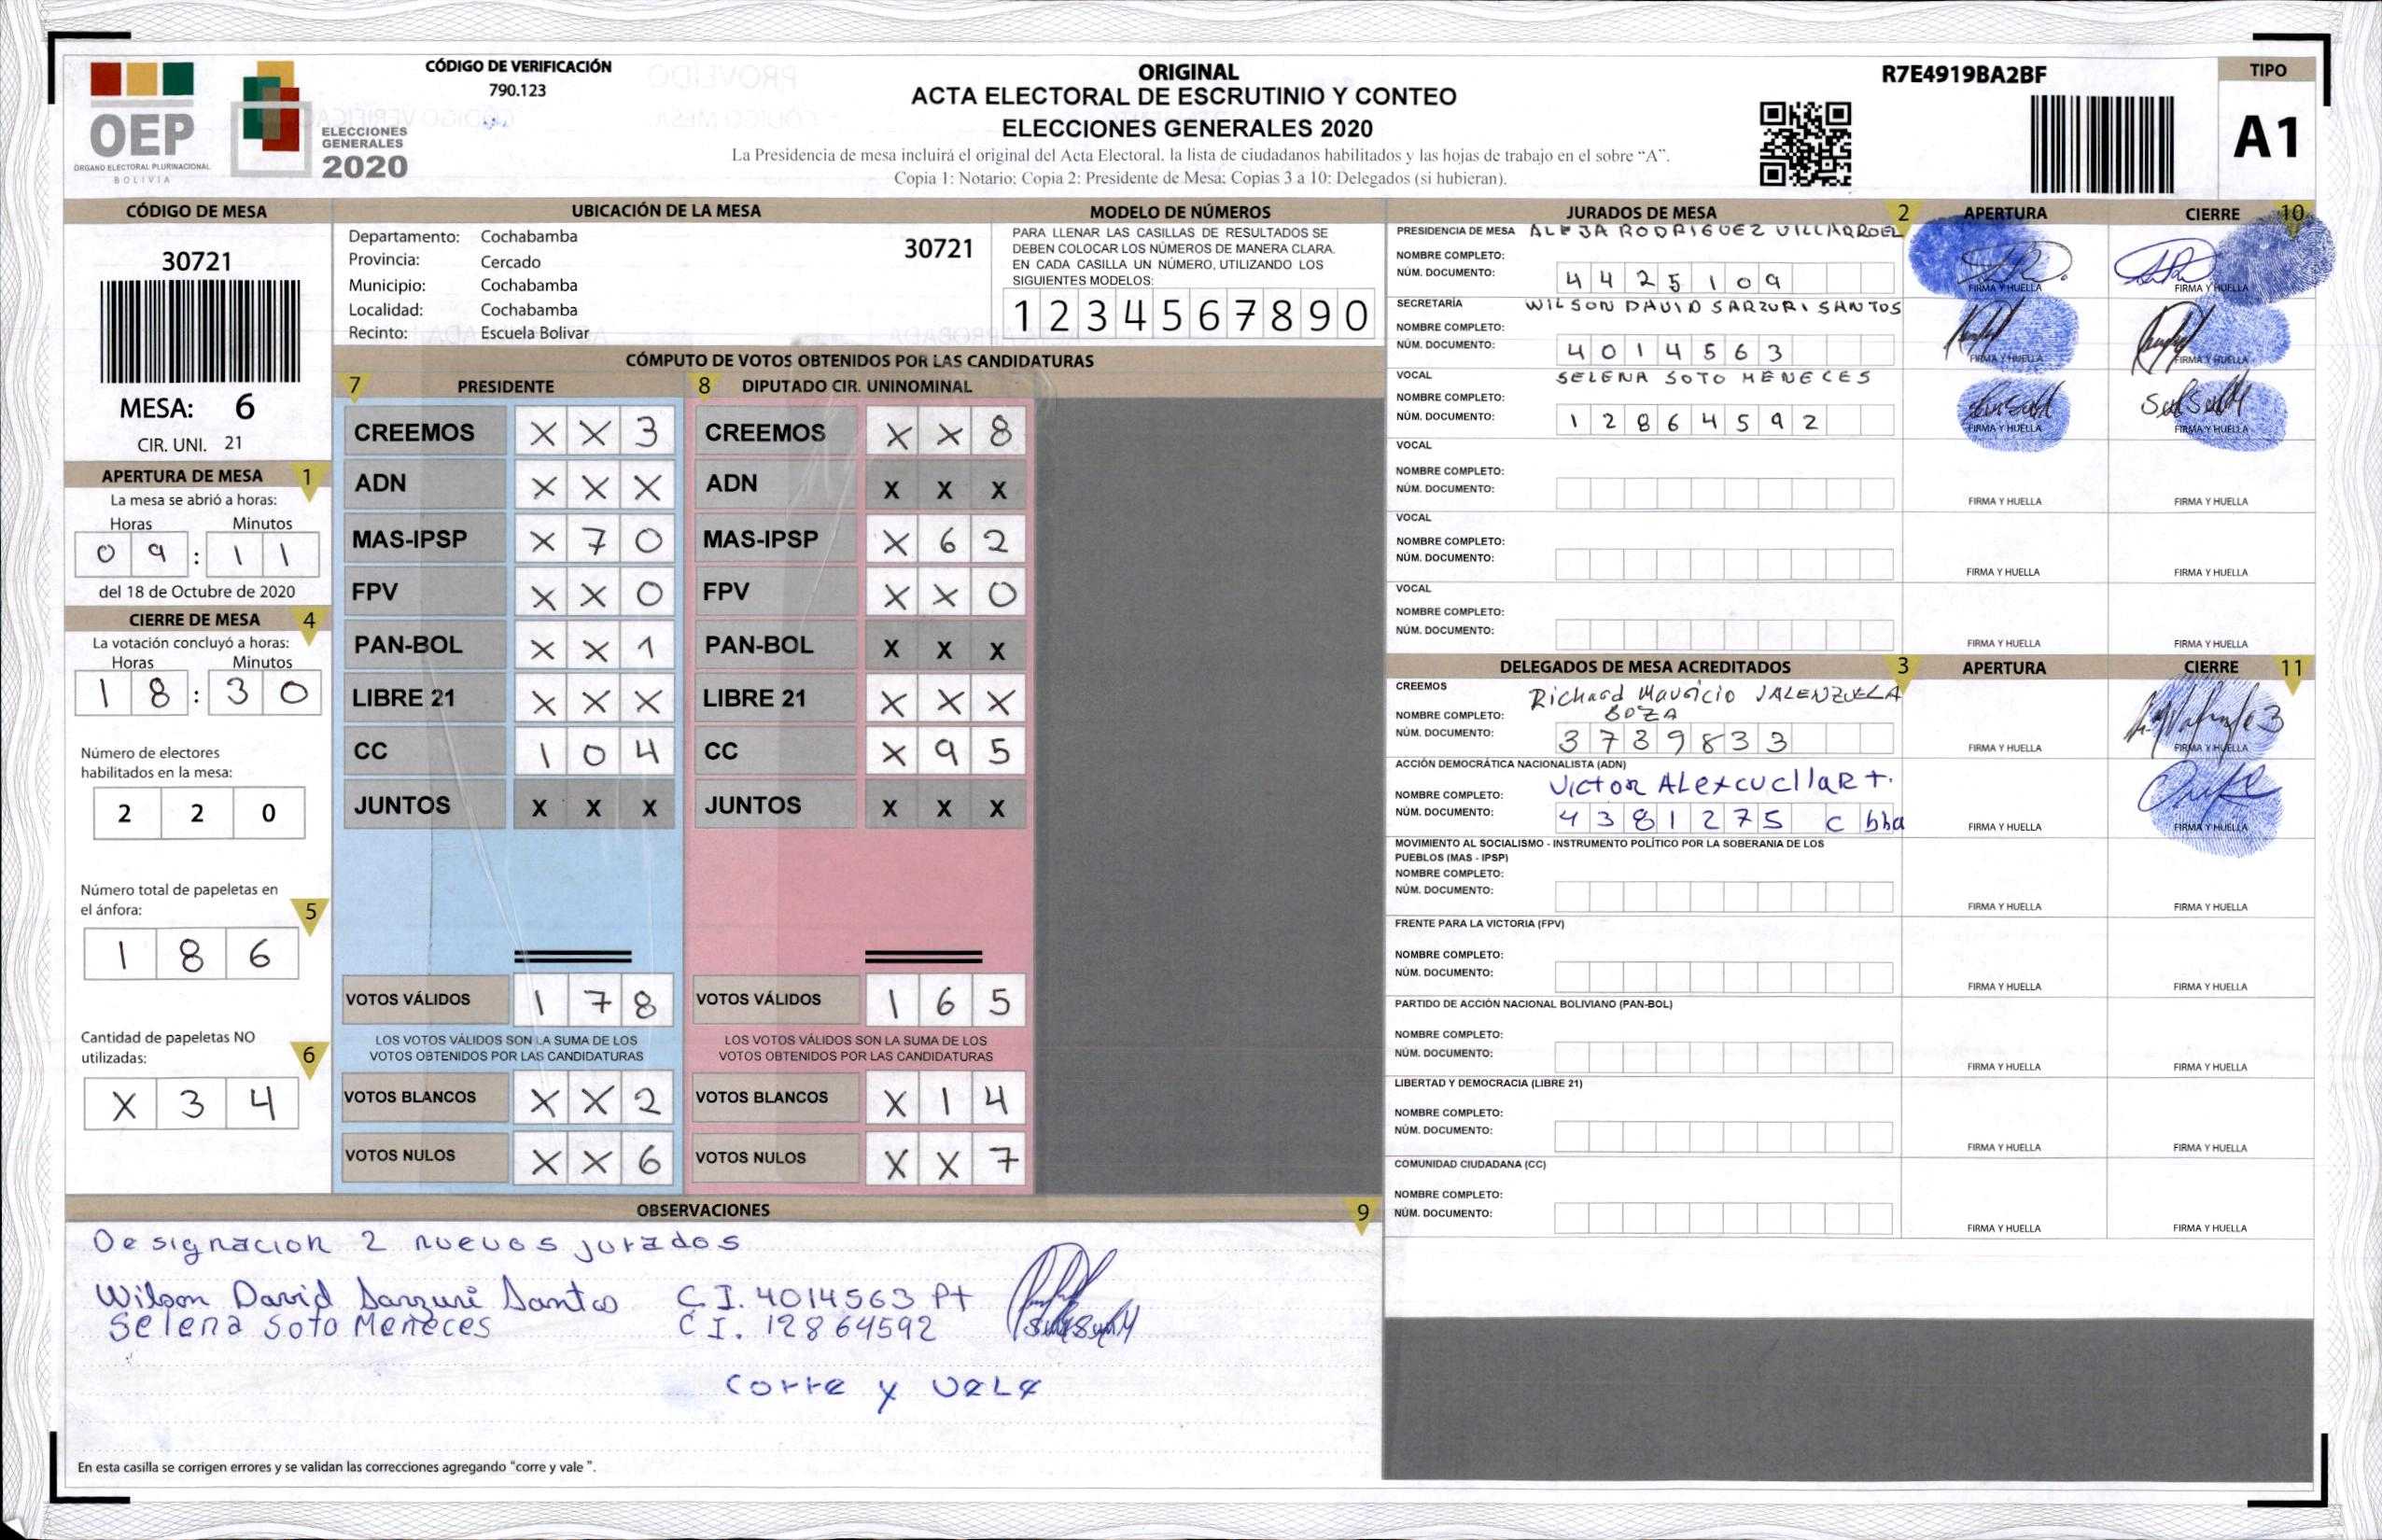 OEP
ÓRGANO ELECTORAL PLURINACIONAL
BOLIVIA
ELECCIONES
GENERALES
2020
CÓDIGO DE VERIFICACIÓN
790.123
ORIGINAL
ACTA ELECTORAL DE ESCRUTINIO Y CONTEO
ELECCIONES GENERALES 2020
La Presidencia de mesa incluirá el original del Acta Electoral, la lista de ciudadanos habilitados y las hojas de trabajo en el sobre “A”.
Copia 1: Notario; Copia 2: Presidente de Mesa; Copias 3 a 10: Delegados (si hubieran).
R7E4919BA2BF
TIPO
A1
CÓDIGO DE MESA
30721
MESA: 6
CIR. UNI. 21
APERTURA DE MESA 1
La mesa se abrió a horas:
Horas Minutos
0 9 : 1 1
del 18 de Octubre de 2020
CIERRE DE MESA 4
La votación concluyó a horas:
Horas Minutos
1 8 : 3 0
Número de electores
habilitados en la mesa:
2 2 0
Número total de papeletas en
el ánfora: 5
1 8 6
Cantidad de papeletas NO
utilizadas: 6
X 3 4
UBICACIÓN DE LA MESA
Departamento: Cochabamba
Provincia: Cercado
Municipio: Cochabamba
Localidad: Cochabamba
Recinto: Escuela Bolivar
30721
MODELO DE NÚMEROS
PARA LLENAR LAS CASILLAS DE RESULTADOS SE
DEBEN COLOCAR LOS NÚMEROS DE MANERA CLARA.
EN CADA CASILLA UN NÚMERO, UTILIZANDO LOS
SIGUIENTES MODELOS:
1 2 3 4 5 6 7 8 9 0
CÓMPUTO DE VOTOS OBTENIDOS POR LAS CANDIDATURAS
7 PRESIDENTE 8 DIPUTADO CIR. UNINOMINAL
CREEMOS X X 3 CREEMOS X X 8
ADN X X X ADN X X X
MAS-IPSP X 7 0 MAS-IPSP X 6 2
FPV X X 0 FPV X X 0
PAN-BOL X X 1 PAN-BOL X X X
LIBRE 21 X X X LIBRE 21 X X X
CC 1 0 4 CC X 9 5
JUNTOS X X X JUNTOS X X X
VOTOS VÁLIDOS 1 7 8 VOTOS VÁLIDOS 1 6 5
LOS VOTOS VÁLIDOS SON LA SUMA DE LOS LOS VOTOS VÁLIDOS SON LA SUMA DE LOS
VOTOS OBTENIDOS POR LAS CANDIDATURAS VOTOS OBTENIDOS POR LAS CANDIDATURAS
VOTOS BLANCOS X X 2 VOTOS BLANCOS X 1 4
VOTOS NULOS X X 6 VOTOS NULOS X X 7
JURADOS DE MESA 2 APERTURA CIERRE 10
PRESIDENCIA DE MESA ALEJA RODRIGUEZ VILLARROEL
NOMBRE COMPLETO:
NÚM. DOCUMENTO: 4 4 2 5 1 0 9
FIRMA Y HUELLA FIRMA Y HUELLA
SECRETARÍA WILSON DAVID SARZURI SANTOS
NOMBRE COMPLETO:
NÚM. DOCUMENTO: 4 0 1 4 5 6 3
FIRMA Y HUELLA FIRMA Y HUELLA
VOCAL SELENA SOTO MENECES
NOMBRE COMPLETO:
NÚM. DOCUMENTO: 1 2 8 6 4 5 9 2
FIRMA Y HUELLA FIRMA Y HUELLA
VOCAL
NOMBRE COMPLETO:
NÚM. DOCUMENTO:
FIRMA Y HUELLA FIRMA Y HUELLA
VOCAL
NOMBRE COMPLETO:
NÚM. DOCUMENTO:
FIRMA Y HUELLA FIRMA Y HUELLA
VOCAL
NOMBRE COMPLETO:
NÚM. DOCUMENTO:
FIRMA Y HUELLA FIRMA Y HUELLA
DELEGADOS DE MESA ACREDITADOS 3 APERTURA CIERRE 11
CREEMOS Richard Mauricio VALENZUELA
NOMBRE COMPLETO: BOZA
NÚM. DOCUMENTO: 3 7 8 9 8 3 3
FIRMA Y HUELLA FIRMA Y HUELLA
ACCIÓN DEMOCRÁTICA NACIONALISTA (ADN)
NOMBRE COMPLETO: Victor ALex cuellaR t.
NÚM. DOCUMENTO: 4 3 8 1 2 7 5 c bba
FIRMA Y HUELLA FIRMA Y HUELLA
MOVIMIENTO AL SOCIALISMO - INSTRUMENTO POLÍTICO POR LA SOBERANIA DE LOS
PUEBLOS (MAS - IPSP)
NOMBRE COMPLETO:
NÚM. DOCUMENTO:
FIRMA Y HUELLA FIRMA Y HUELLA
FRENTE PARA LA VICTORIA (FPV)
NOMBRE COMPLETO:
NÚM. DOCUMENTO:
FIRMA Y HUELLA FIRMA Y HUELLA
PARTIDO DE ACCIÓN NACIONAL BOLIVIANO (PAN-BOL)
NOMBRE COMPLETO:
NÚM. DOCUMENTO:
FIRMA Y HUELLA FIRMA Y HUELLA
LIBERTAD Y DEMOCRACIA (LIBRE 21)
NOMBRE COMPLETO:
NÚM. DOCUMENTO:
FIRMA Y HUELLA FIRMA Y HUELLA
COMUNIDAD CIUDADANA (CC)
NOMBRE COMPLETO:
NÚM. DOCUMENTO:
FIRMA Y HUELLA FIRMA Y HUELLA
OBSERVACIONES 9
Designacion 2 nuevos jurados
Wilson David Sarzuri Santos C.I. 4014563 Pt
Selena Soto Meneces C I. 12864592
corre y vale
En esta casilla se corrigen errores y se validan las correcciones agregando "corre y vale ".